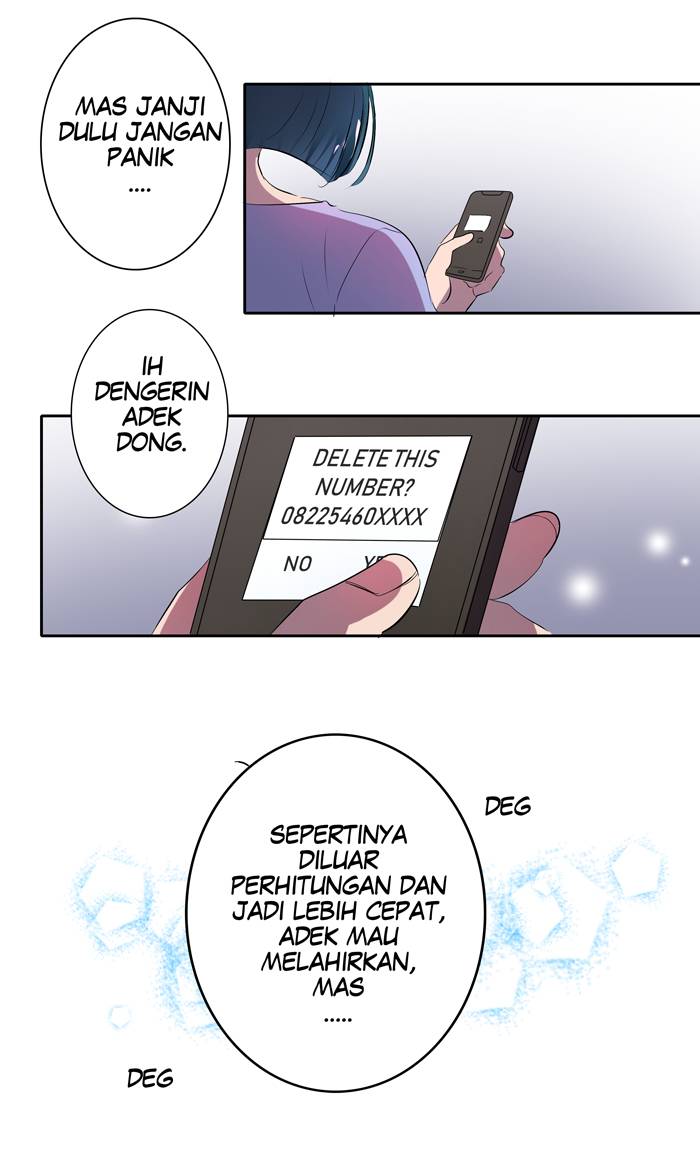 MAS JANJI
DULU JANGAN
PANIK
....
IH
DENGERIN
ADEK
DONG.
DELETE THIS
NUMBER?
08225460XXXX
NO
SEPERTINYA
DILUAR
PERHITUNGAN DAN
JADI LEBIH CEPAT,
ADEK MAU
MELAHIRKAN,
MAS
.....
DEG
DEG